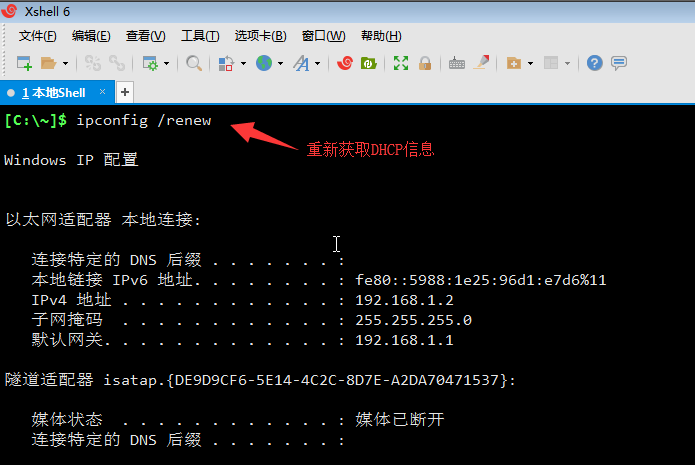 Xshell 6
文件(F) 编辑(E) 查看(V) 工具(T) 选项卡(B) 窗口(W) 帮助(H)
1 本地Shell × +
[C:\~]$ ipconfig /renew
重新获取DHCP信息
Windows IP 配置
以太网适配器 本地连接:
连接特定的 DNS 后缀 . . . . . . . :
本地链接 IPv6 地址. . . . . . . . : fe80::5988:1e25:96d1:e7d6%11
IPv4 地址 . . . . . . . . . . . . : 192.168.1.2
子网掩码 . . . . . . . . . . . . : 255.255.255.0
默认网关. . . . . . . . . . . . . : 192.168.1.1
隧道适配器 isatap.{DE9D9CF6-5E14-4C2C-8D7E-A2DA70471537}:
媒体状态 . . . . . . . . . . . . : 媒体已断开
连接特定的 DNS 后缀 . . . . . . . :